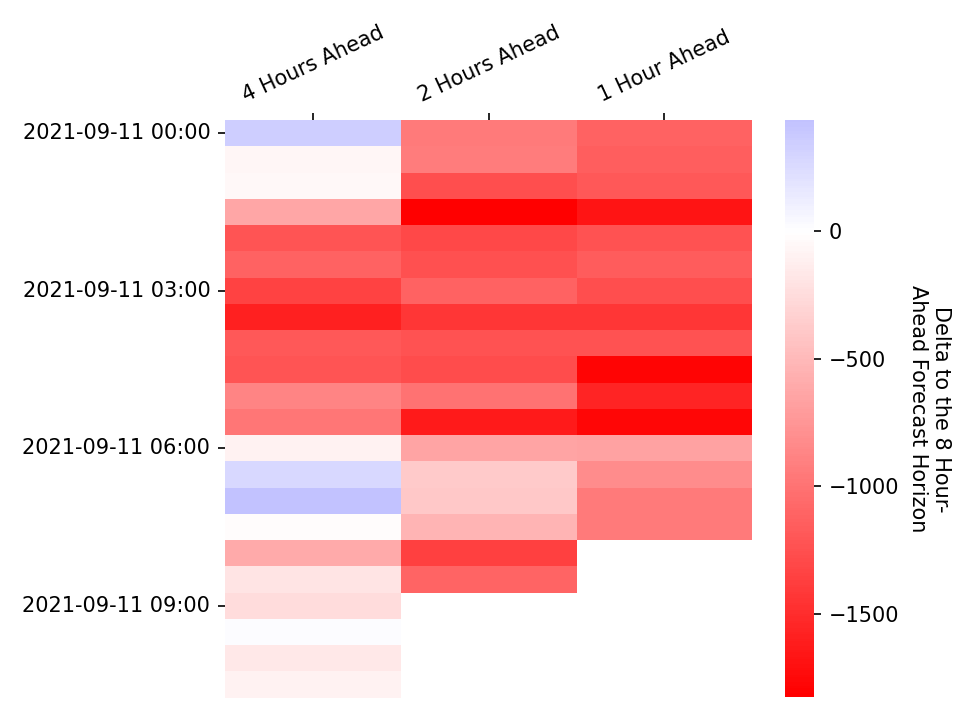 4 Hours Ahead
2 Hours Ahead
1 Hour Ahead
2021-09-11 00:00
2021-09-11 03:00
2021-09-11 06:00
2021-09-11 09:00
0
−500
−1000
−1500
Delta to the 8 Hour-
Ahead Forecast Horizon